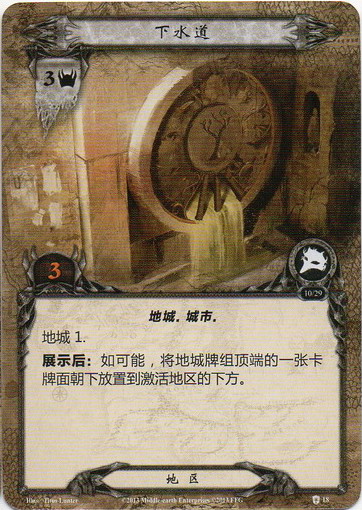 下水道
3
3
10/29
地城. 城市.
地城 1.
展示后：如可能，将地城牌组顶端的一张卡
牌面朝下放置到激活地区的下方。
地区
©2013 Middle-earth Enterprises ©2013 FFG
18